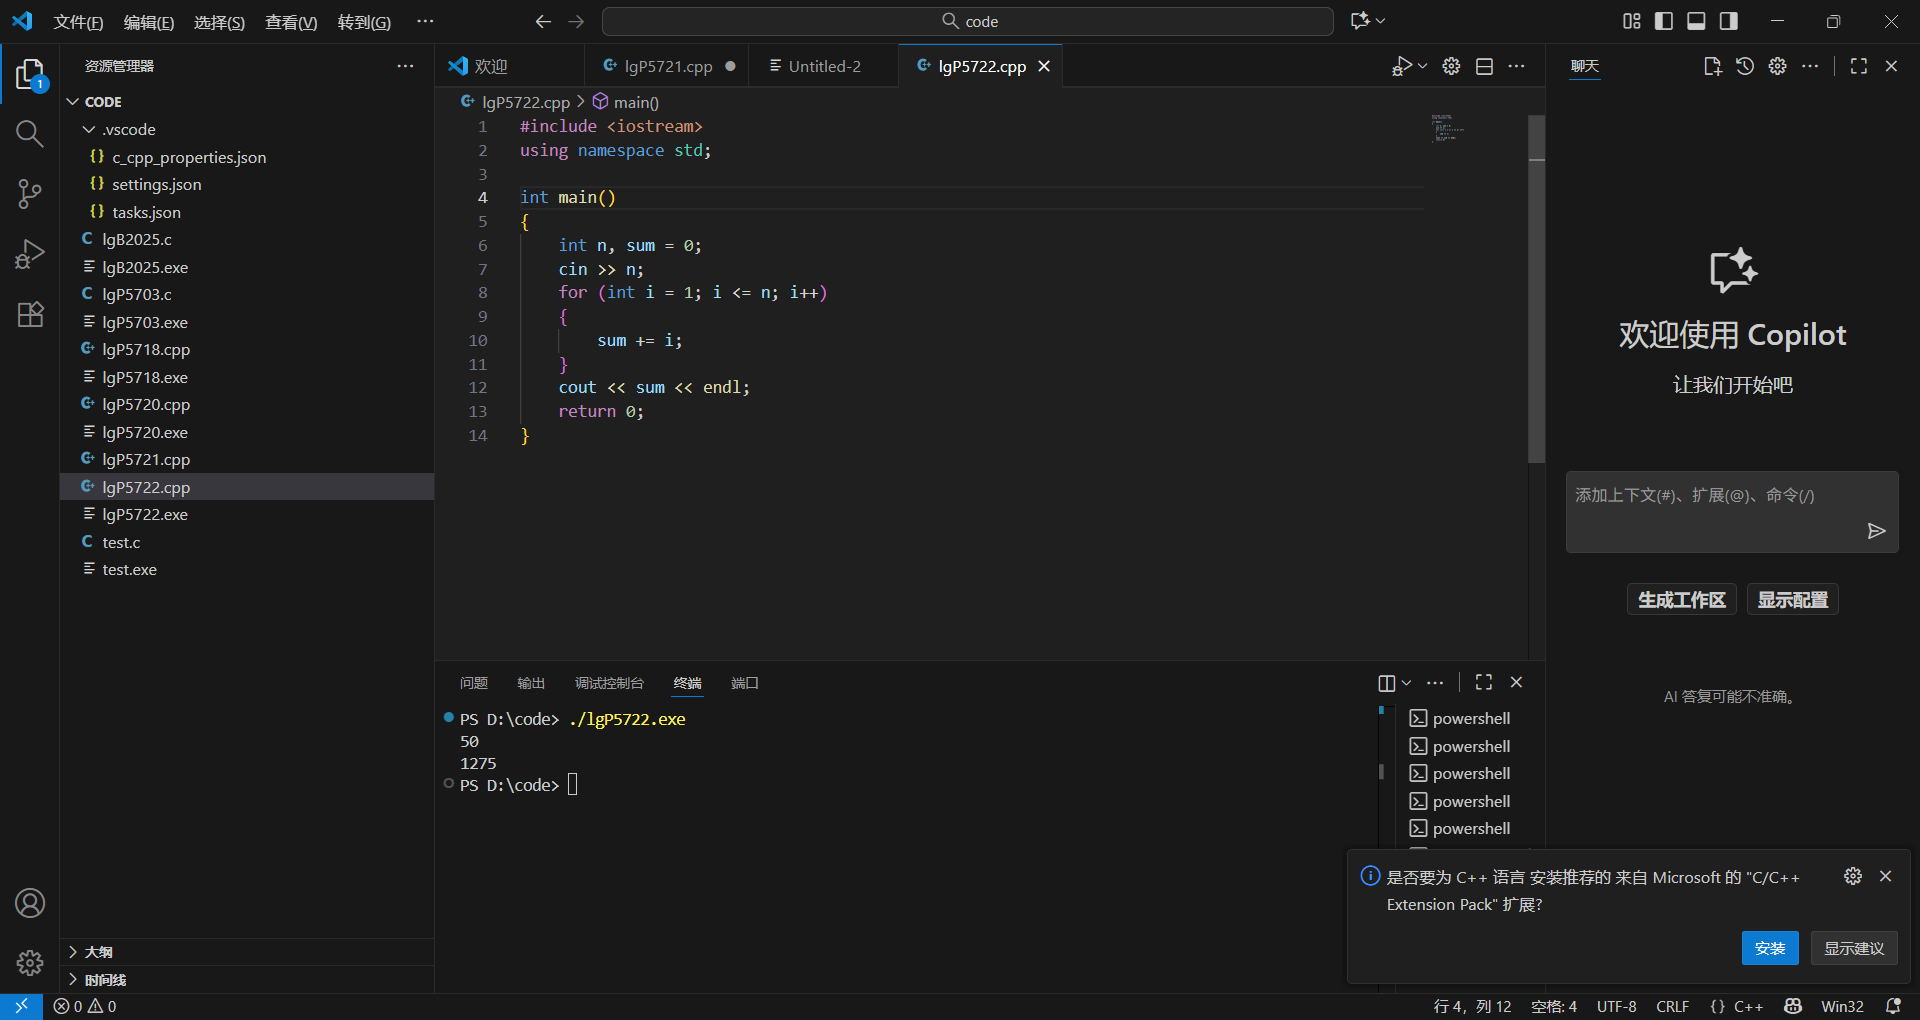 文件(F) 编辑(E) 选择(S) 查看(V) 转到(G) ··· code
资源管理器
CODE
.vscode
{} c_cpp_properties.json
{} settings.json
{} tasks.json
C lgB2025.c
lgB2025.exe
C lgP5703.c
lgP5703.exe
lgP5718.cpp
lgP5718.exe
lgP5720.cpp
lgP5720.exe
lgP5721.cpp
lgP5722.cpp
lgP5722.exe
C test.c
test.exe
大纲
时间线
欢迎 lgP5721.cpp Untitled-2 lgP5722.cpp
lgP5722.cpp > main()
1 #include <iostream>
2 using namespace std;
3
4 int main()
5 {
6 int n, sum = 0;
7 cin >> n;
8 for (int i = 1; i <= n; i++)
9 {
10 sum += i;
11 }
12 cout << sum << endl;
13 return 0;
14 }
问题 输出 调试控制台 终端 端口
PS D:\code> ./lgP5722.exe
50
1275
PS D:\code>
powershell
powershell
powershell
powershell
powershell
聊天
欢迎使用 Copilot
让我们开始吧
添加上下文(#)、扩展(@)、命令(/)
生成工作区 显示配置
AI 答复可能不准确。
是否要为 C++ 语言 安装推荐的 来自 Microsoft 的 "C/C++
Extension Pack" 扩展?
安装 显示建议
1
0 0 行 4, 列 12 空格: 4 UTF-8 CRLF {} C++ Win32